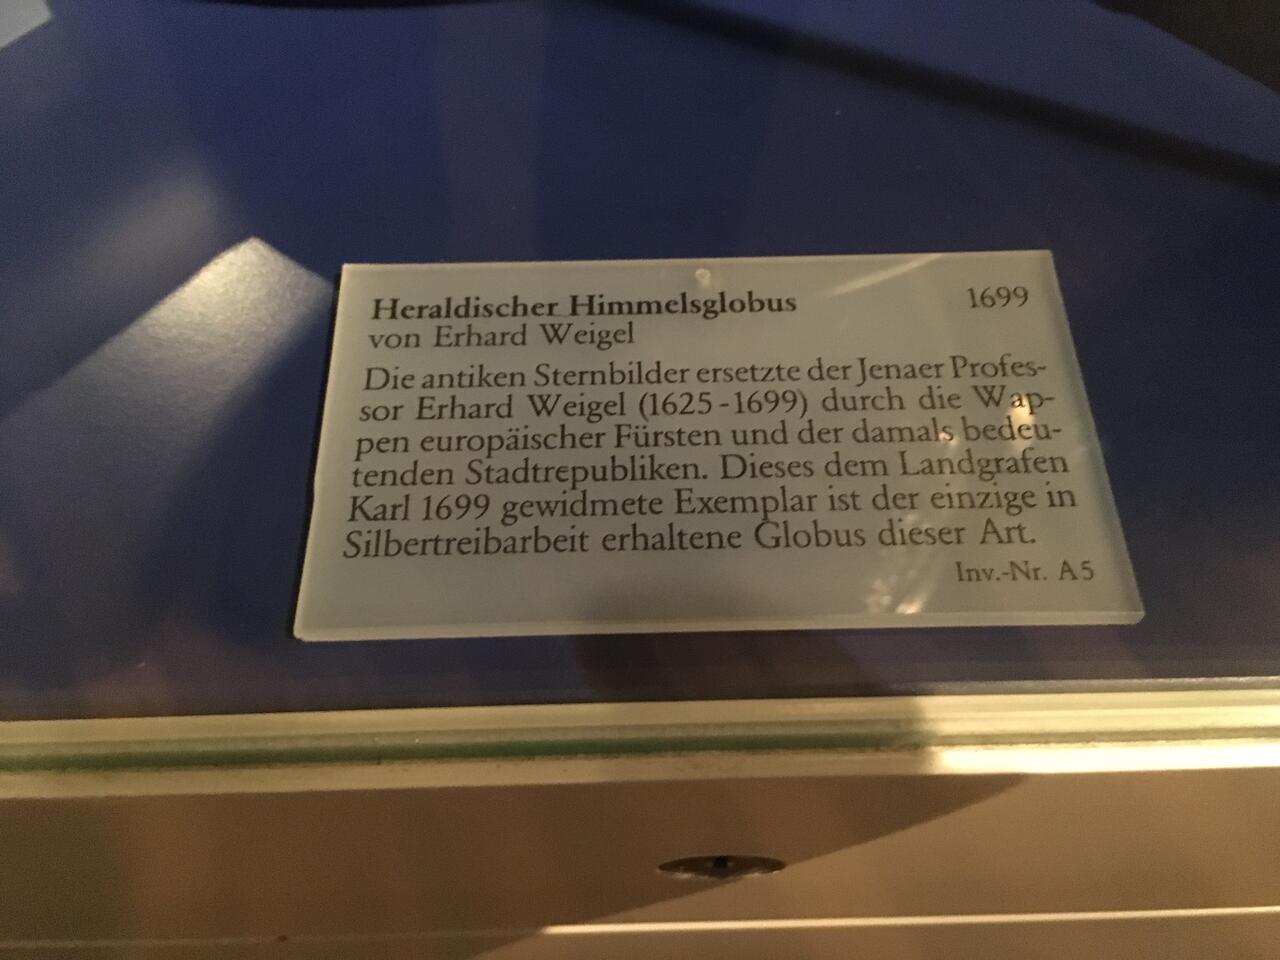 Heraldischer Himmelsglobus 1699
von Erhard Weigel
Die antiken Sternbilder ersetzte der Jenaer Profes-
sor Erhard Weigel (1625-1699) durch die Wap-
pen europäischer Fürsten und der damals bedeu-
tenden Stadtrepubliken. Dieses dem Landgrafen
Karl 1699 gewidmete Exemplar ist der einzige in
Silbertreibarbeit erhaltene Globus dieser Art.
Inv.-Nr. A5